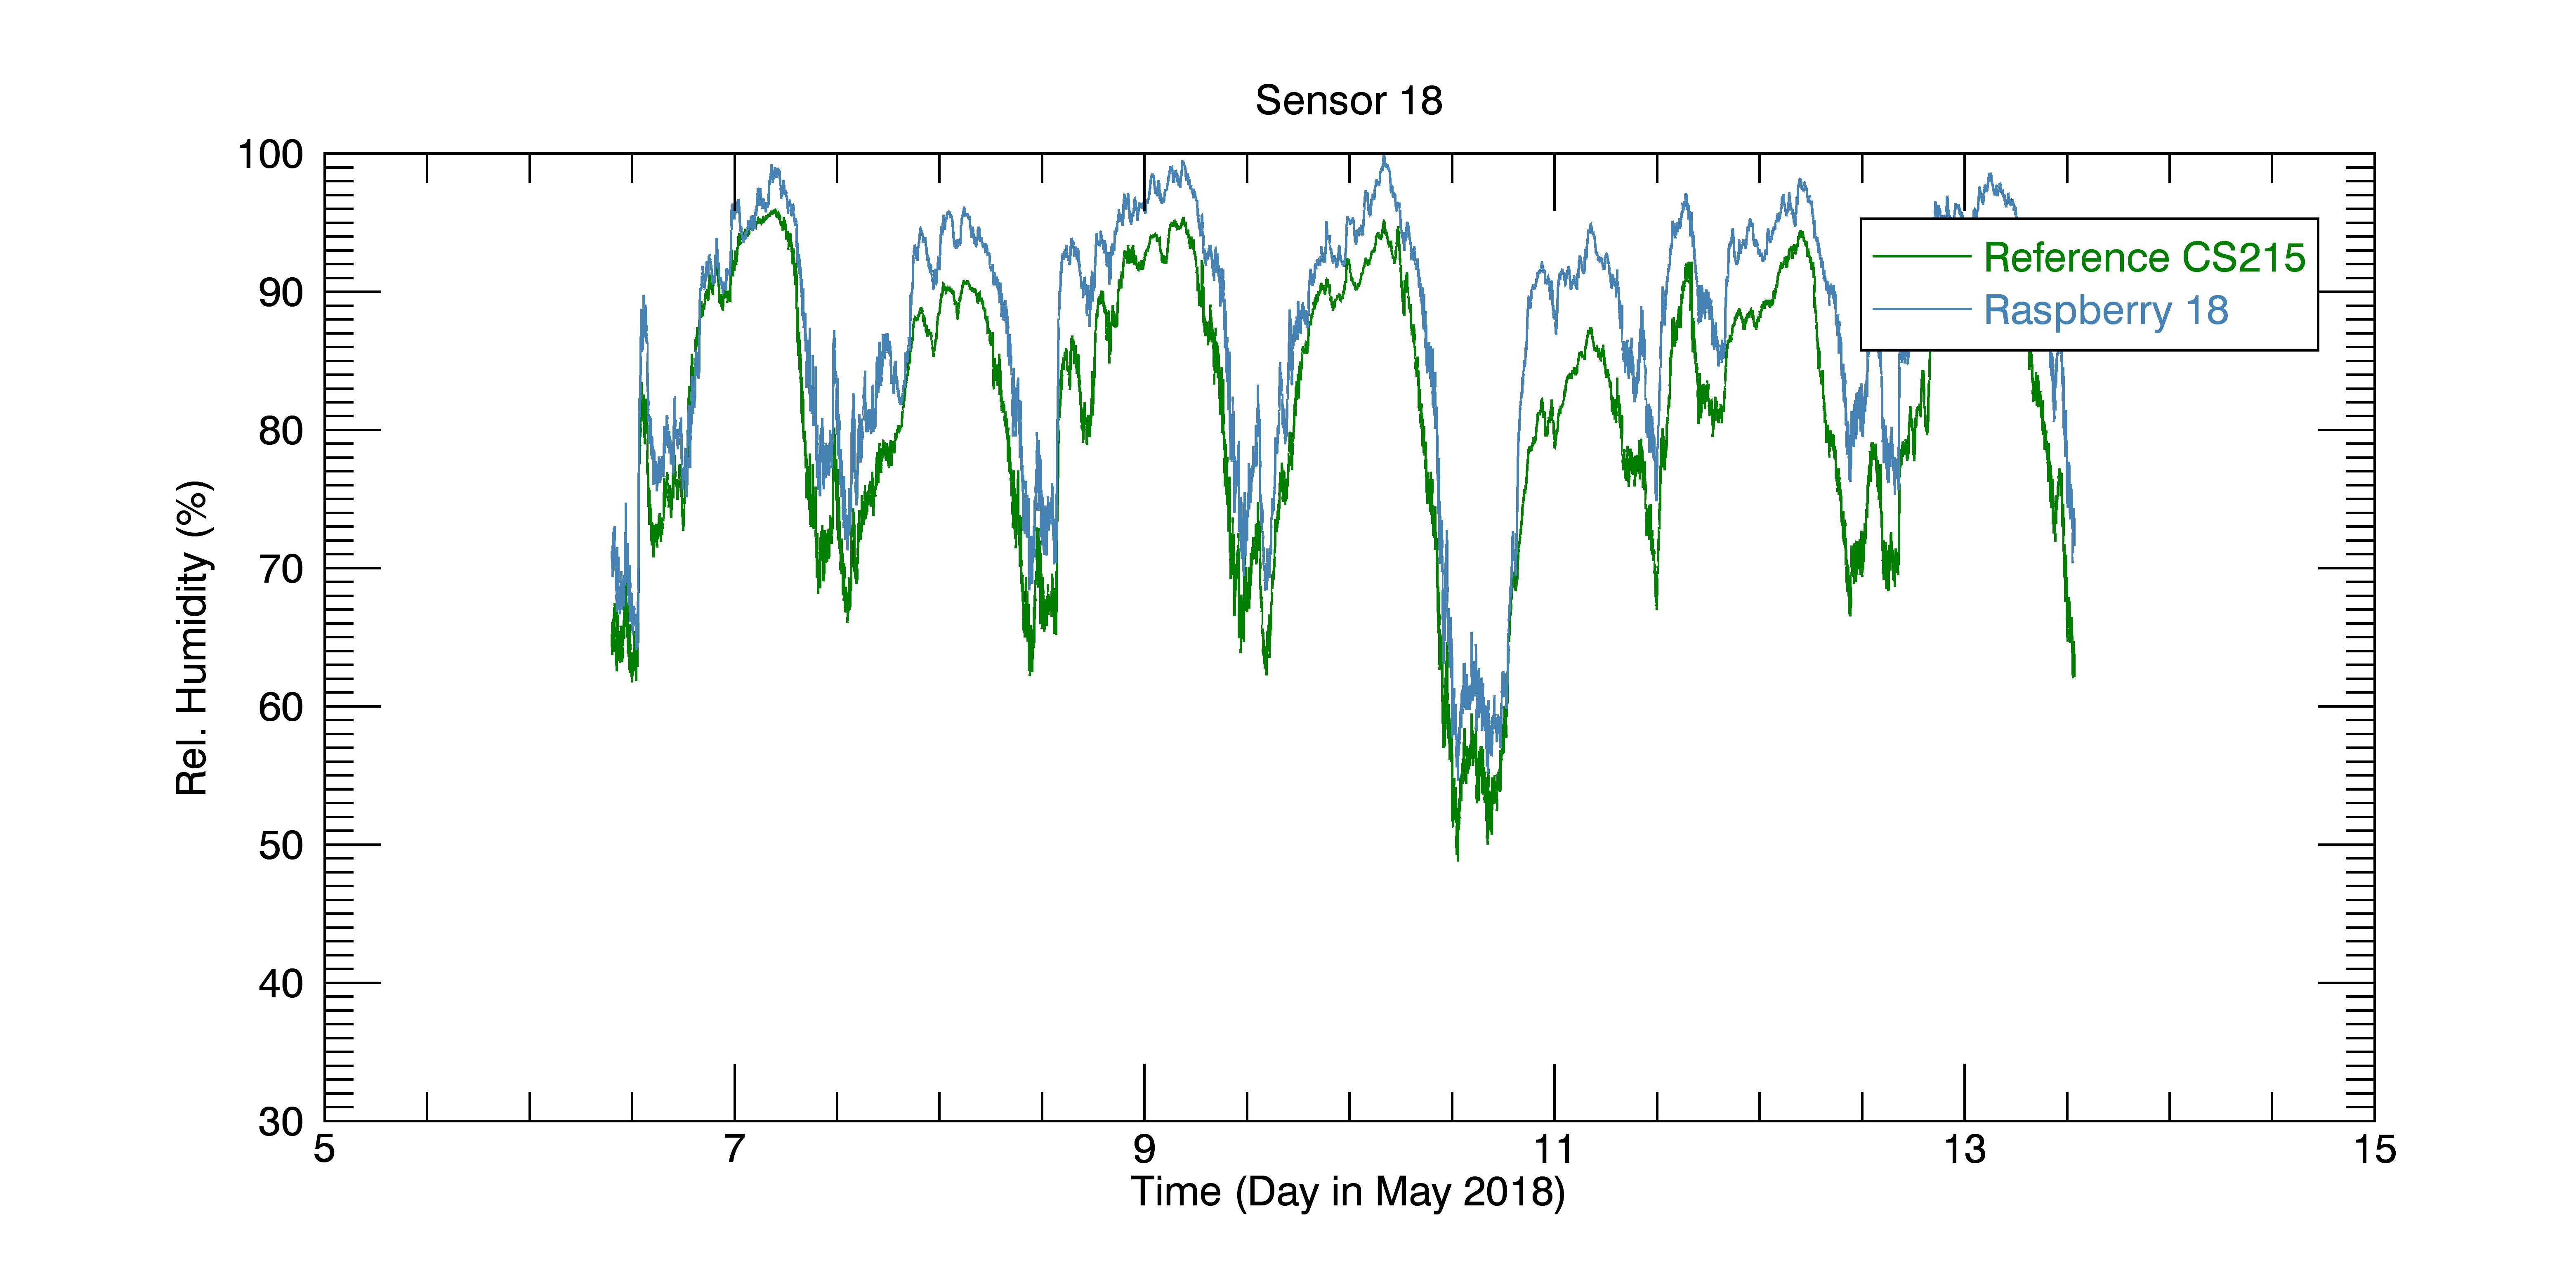 Sensor 18
100
90
80
70
60
50
40
30
Rel. Humidity (%)
Reference CS215
Raspberry 18
5 7 9 11 13 15
Time (Day in May 2018)